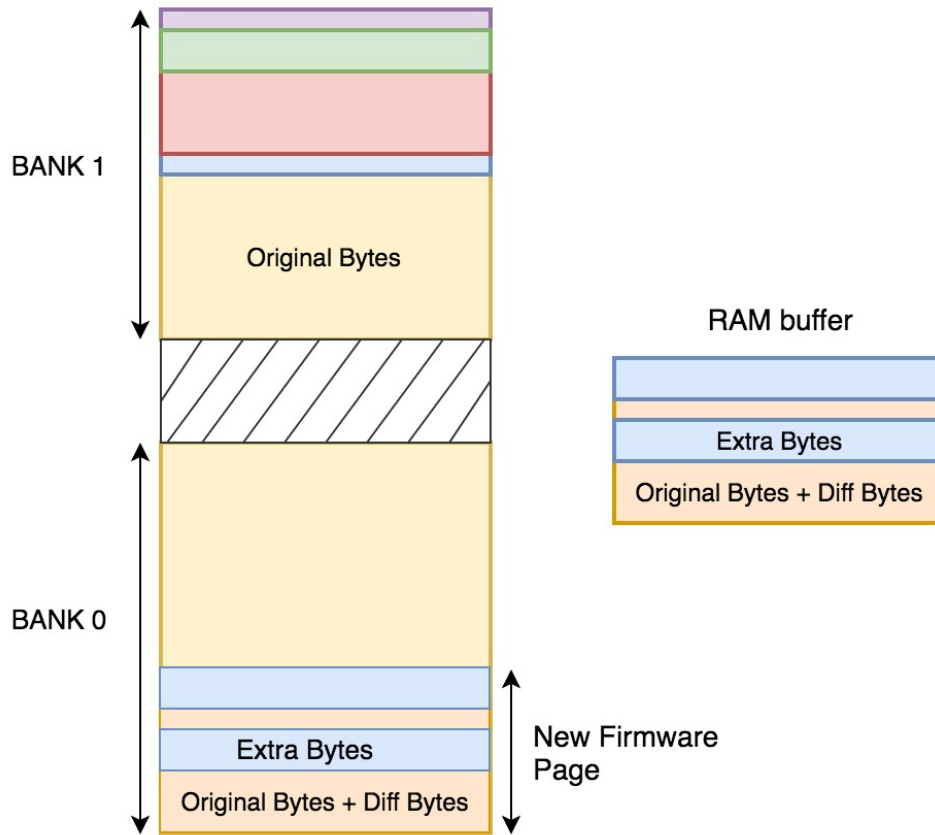 BANK 1
Original Bytes
RAM buffer
Extra Bytes
Original Bytes + Diff Bytes
BANK 0
New Firmware
Page
Extra Bytes
Original Bytes + Diff Bytes